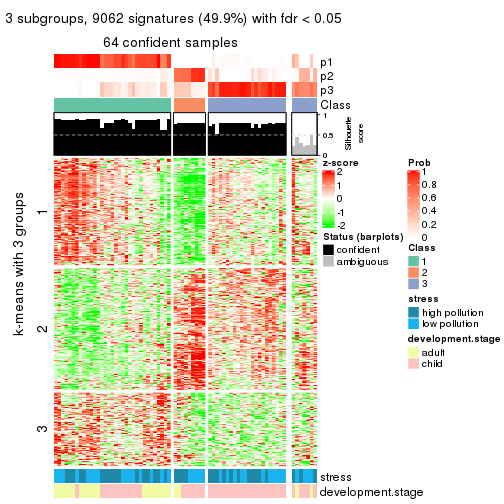 3 subgroups, 9062 signatures (49.9%) with fdr < 0.05
64 confident samples
p1
p2
p3
Class
1
0.5
0
Silhouette
score
k-means with 3 groups
1
2
3
z-score
2
1
0
-1
-2
Status (barplots)
confident
ambiguous
Prob
1
0.8
0.6
0.4
0.2
0
Class
1
2
3
stress
high pollution
low pollution
development.stage
adult
child
stress
development.stage